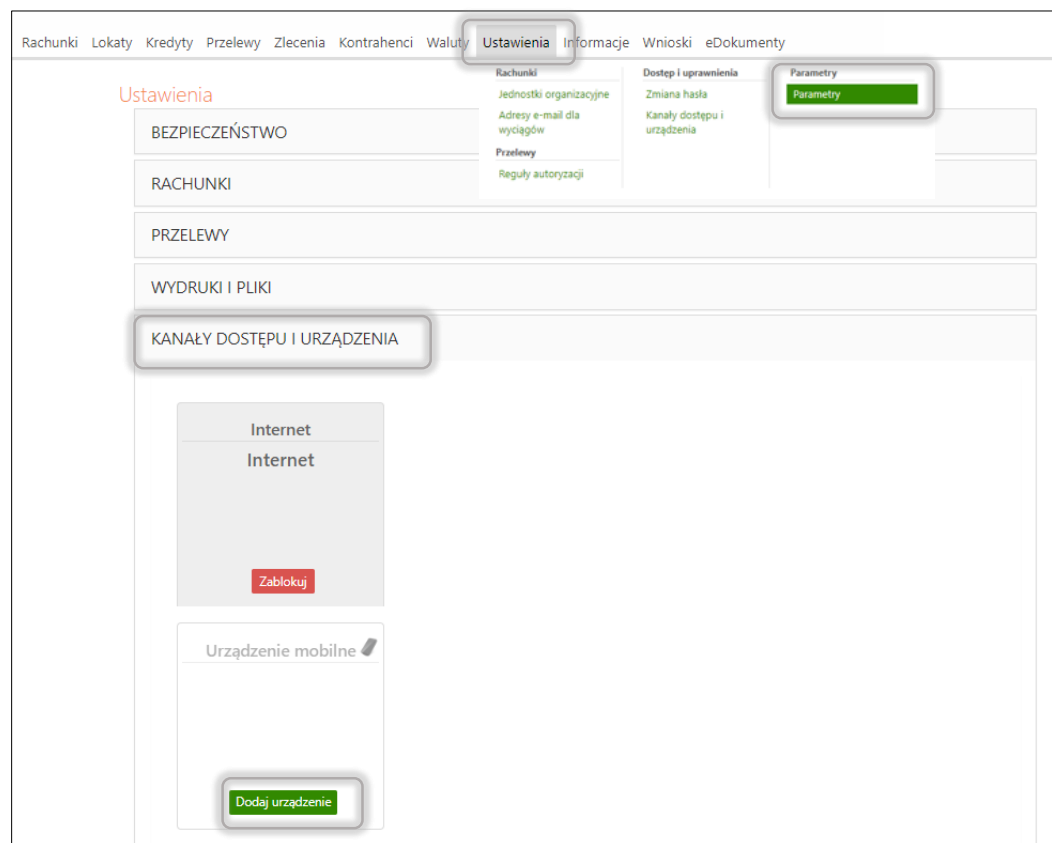 Rachunki Lokaty Kredyty Przelewy Zlecenia Kontrahenci Waluty Ustawienia Informacje Wnioski eDokumenty
Rachunki
Jednostki organizacyjne
Adresy e-mail dla
wyciągów
Przelewy
Reguły autoryzacji
Dostęp i uprawnienia
Zmiana hasła
Kanały dostępu i
urządzenia
Parametry
Parametry
Ustawienia
BEZPIECZEŃSTWO
RACHUNKI
PRZELEWY
WYDRUKI I PLIKI
KANAŁY DOSTĘPU I URZĄDZENIA
Internet
Internet
Zablokuj
Urządzenie mobilne
Dodaj urządzenie